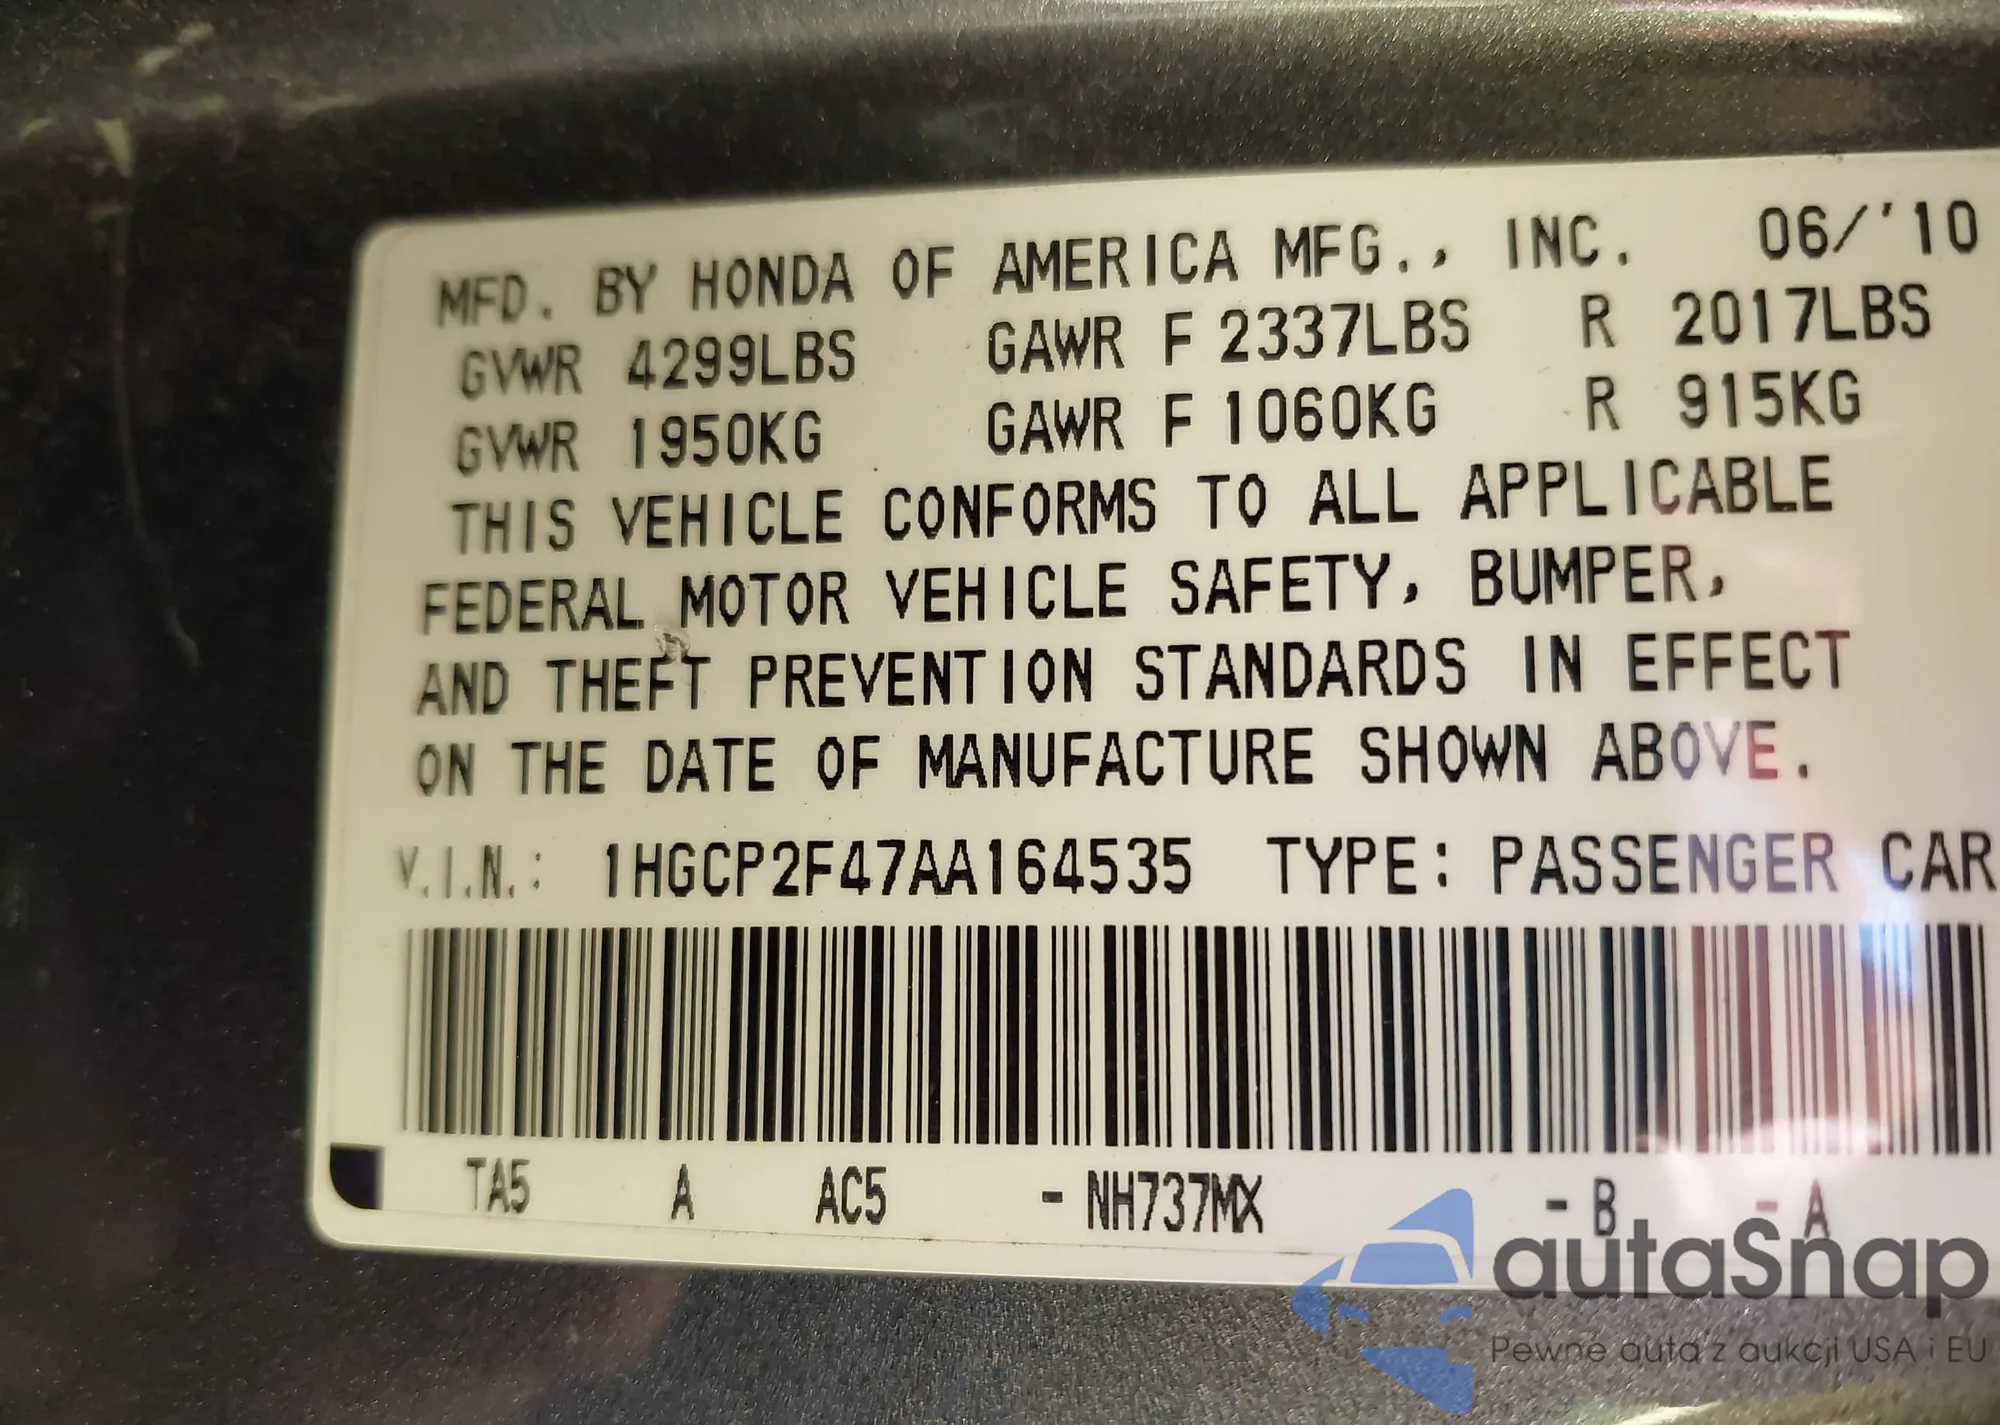 MFD. BY HONDA OF AMERICA MFG., INC. 06/'10
GVWR 4299LBS GAWR F 2337LBS R 2017LBS
GVWR 1950KG GAWR F 1060KG R 915KG
THIS VEHICLE CONFORMS TO ALL APPLICABLE
FEDERAL MOTOR VEHICLE SAFETY, BUMPER,
AND THEFT PREVENTION STANDARDS IN EFFECT
ON THE DATE OF MANUFACTURE SHOWN ABOVE.
V.I.N.: 1HGCP2F47AA164535 TYPE: PASSENGER CAR
TA5 A AC5 - NH737MX - B - A
autaSnap
Pewne auta z aukcji USA i EU